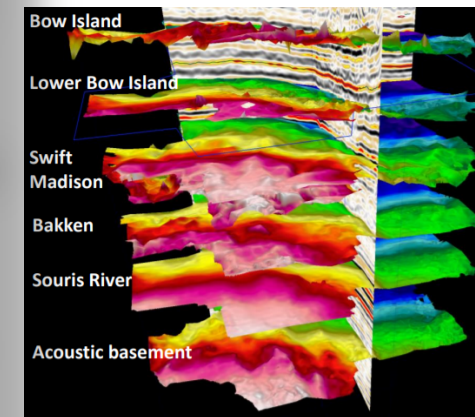 Bow Island
Lower Bow Island
Swift
Madison
Bakken
Souris River
Acoustic basement